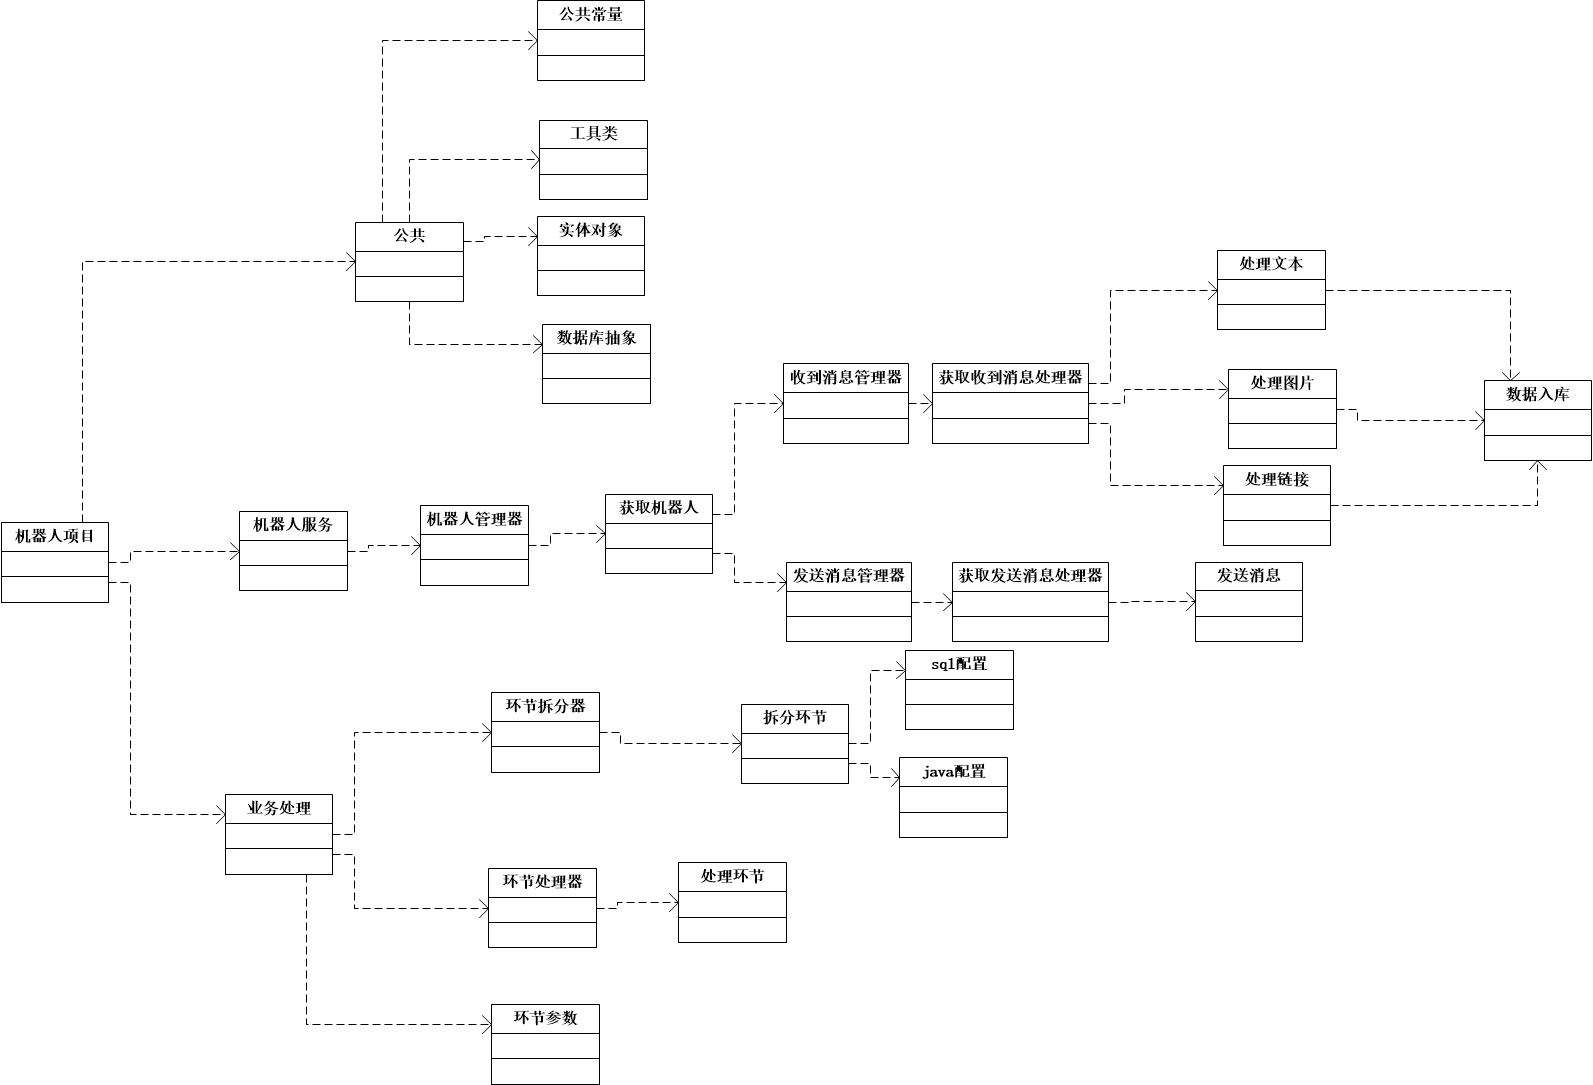 公共常量
工具类
公共
实体对象
数据库抽象
处理文本
收到消息管理器
获取收到消息处理器
处理图片
数据入库
处理链接
机器人项目
机器人服务
机器人管理器
获取机器人
发送消息管理器
获取发送消息处理器
发送消息
sql配置
环节拆分器
拆分环节
java配置
业务处理
环节处理器
处理环节
环节参数